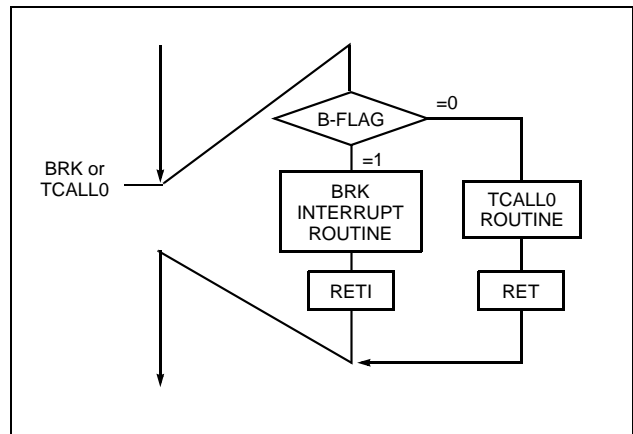 B-FLAG
=0
=1
BRK or
TCALL0
BRK
INTERRUPT
ROUTINE
TCALL0
ROUTINE
RETI
RET